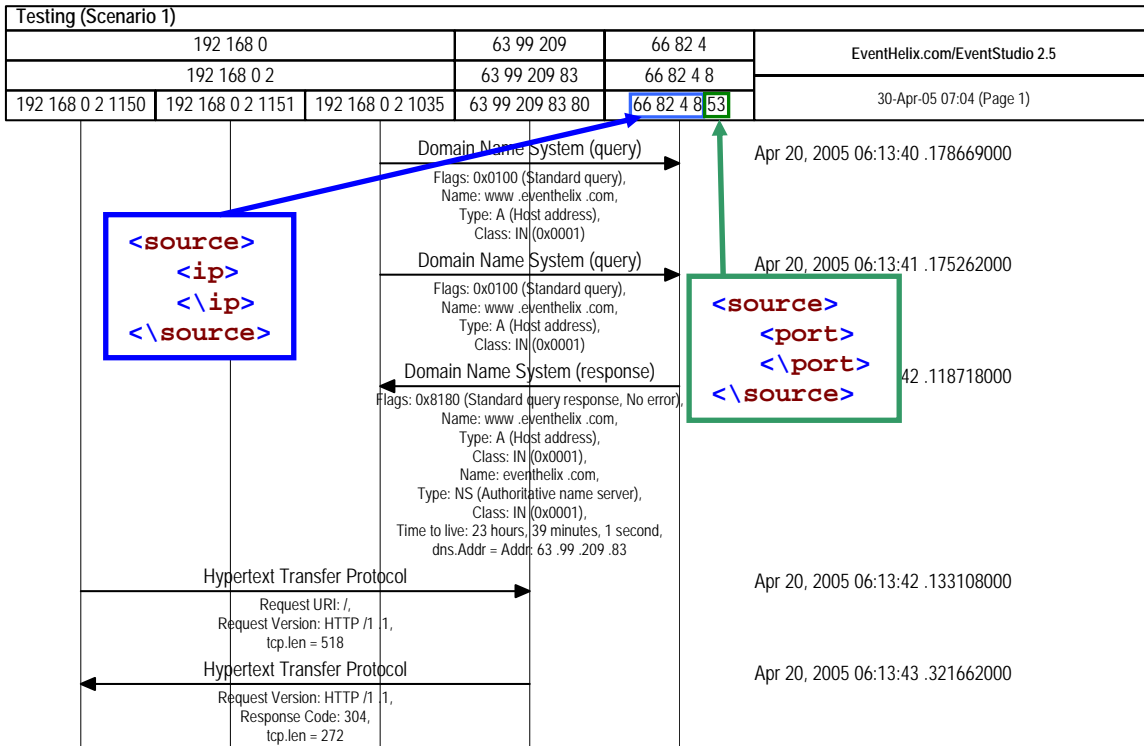 Testing (Scenario 1)
192 168 0
63 99 209
66 82 4
EventHelix.com/EventStudio 2.5
192 168 0 2
63 99 209 83
66 82 4 8
30-Apr-05 07:04 (Page 1)
192 168 0 2 1150
192 168 0 2 1151
192 168 0 2 1035
63 99 209 83 80
66 82 4 8 53
Domain Name System (query)
Apr 20, 2005 06:13:40 .178669000
Flags: 0x0100 (Standard query),
Name: www .eventhelix .com,
Type: A (Host address),
Class: IN (0x0001)
<source>
<ip>
<\ip>
<\source>
Domain Name System (query)
Apr 20, 2005 06:13:41 .175262000
Flags: 0x0100 (Standard query),
Name: www .eventhelix .com,
Type: A (Host address),
Class: IN (0x0001)
<source>
<port>
<\port>
<\source>
Domain Name System (response)
42 .118718000
Flags: 0x8180 (Standard query response, No error),
Name: www .eventhelix .com,
Type: A (Host address),
Class: IN (0x0001),
Name: eventhelix .com,
Type: NS (Authoritative name server),
Class: IN (0x0001),
Time to live: 23 hours, 39 minutes, 1 second,
dns.Addr = Addr: 63 .99 .209 .83
Hypertext Transfer Protocol
Apr 20, 2005 06:13:42 .133108000
Request URI: /,
Request Version: HTTP /1 .1,
tcp.len = 518
Hypertext Transfer Protocol
Apr 20, 2005 06:13:43 .321662000
Request Version: HTTP /1 .1,
Response Code: 304,
tcp.len = 272